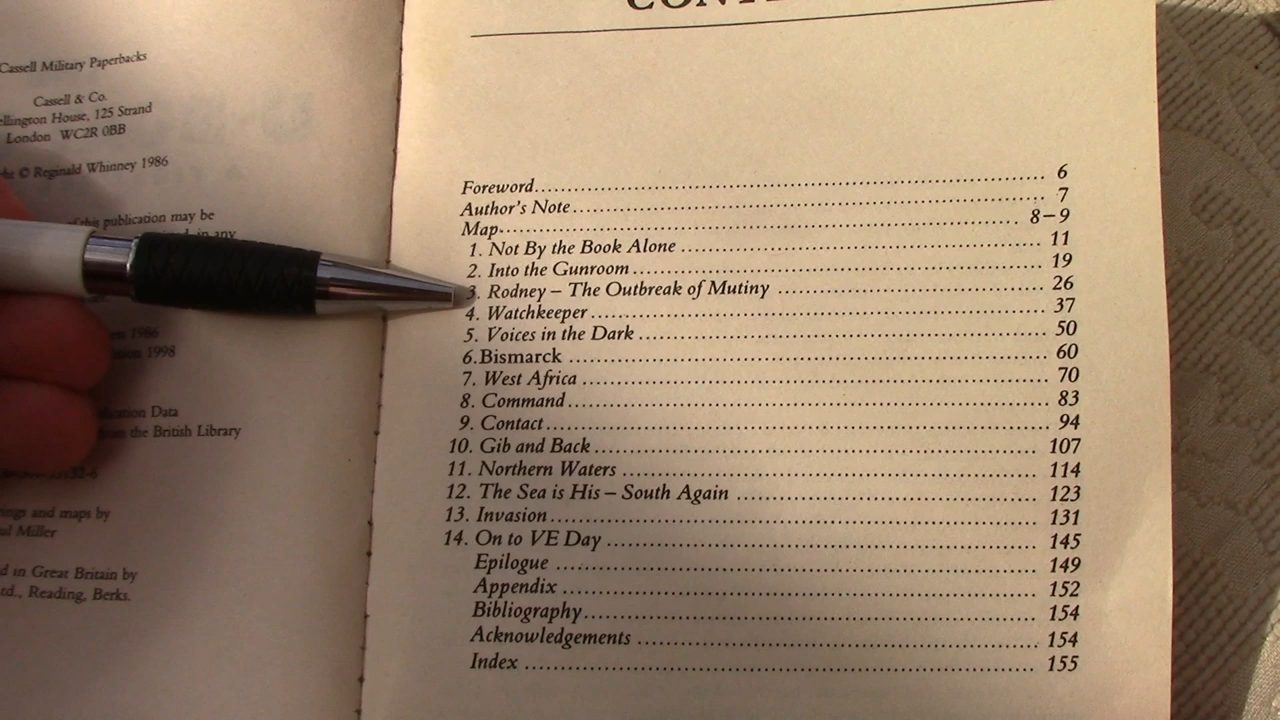 Cassell Military Paperbacks
Cassell & Co.
ellington House, 125 Strand
London WC2R 0BB
© Reginald Whinney 1986
of this publication may be
in any
1986
1998
Data
the British Library
and maps by
Miller
in Great Britain by
Reading, Berks.
Foreword.......... 6
Author's Note.......... 7
Map.......... 8–9
1. Not By the Book Alone .......... 11
2. Into the Gunroom.......... 19
3. Rodney – The Outbreak of Mutiny .......... 26
4. Watchkeeper .......... 37
5. Voices in the Dark .......... 50
6.Bismarck .......... 60
7. West Africa .......... 70
8. Command.......... 83
9. Contact .......... 94
10. Gib and Back .......... 107
11. Northern Waters .......... 114
12. The Sea is His – South Again .......... 123
13. Invasion.......... 131
14. On to VE Day .......... 145
Epilogue .......... 149
Appendix .......... 152
Bibliography.......... 154
Acknowledgements .......... 154
Index .......... 155